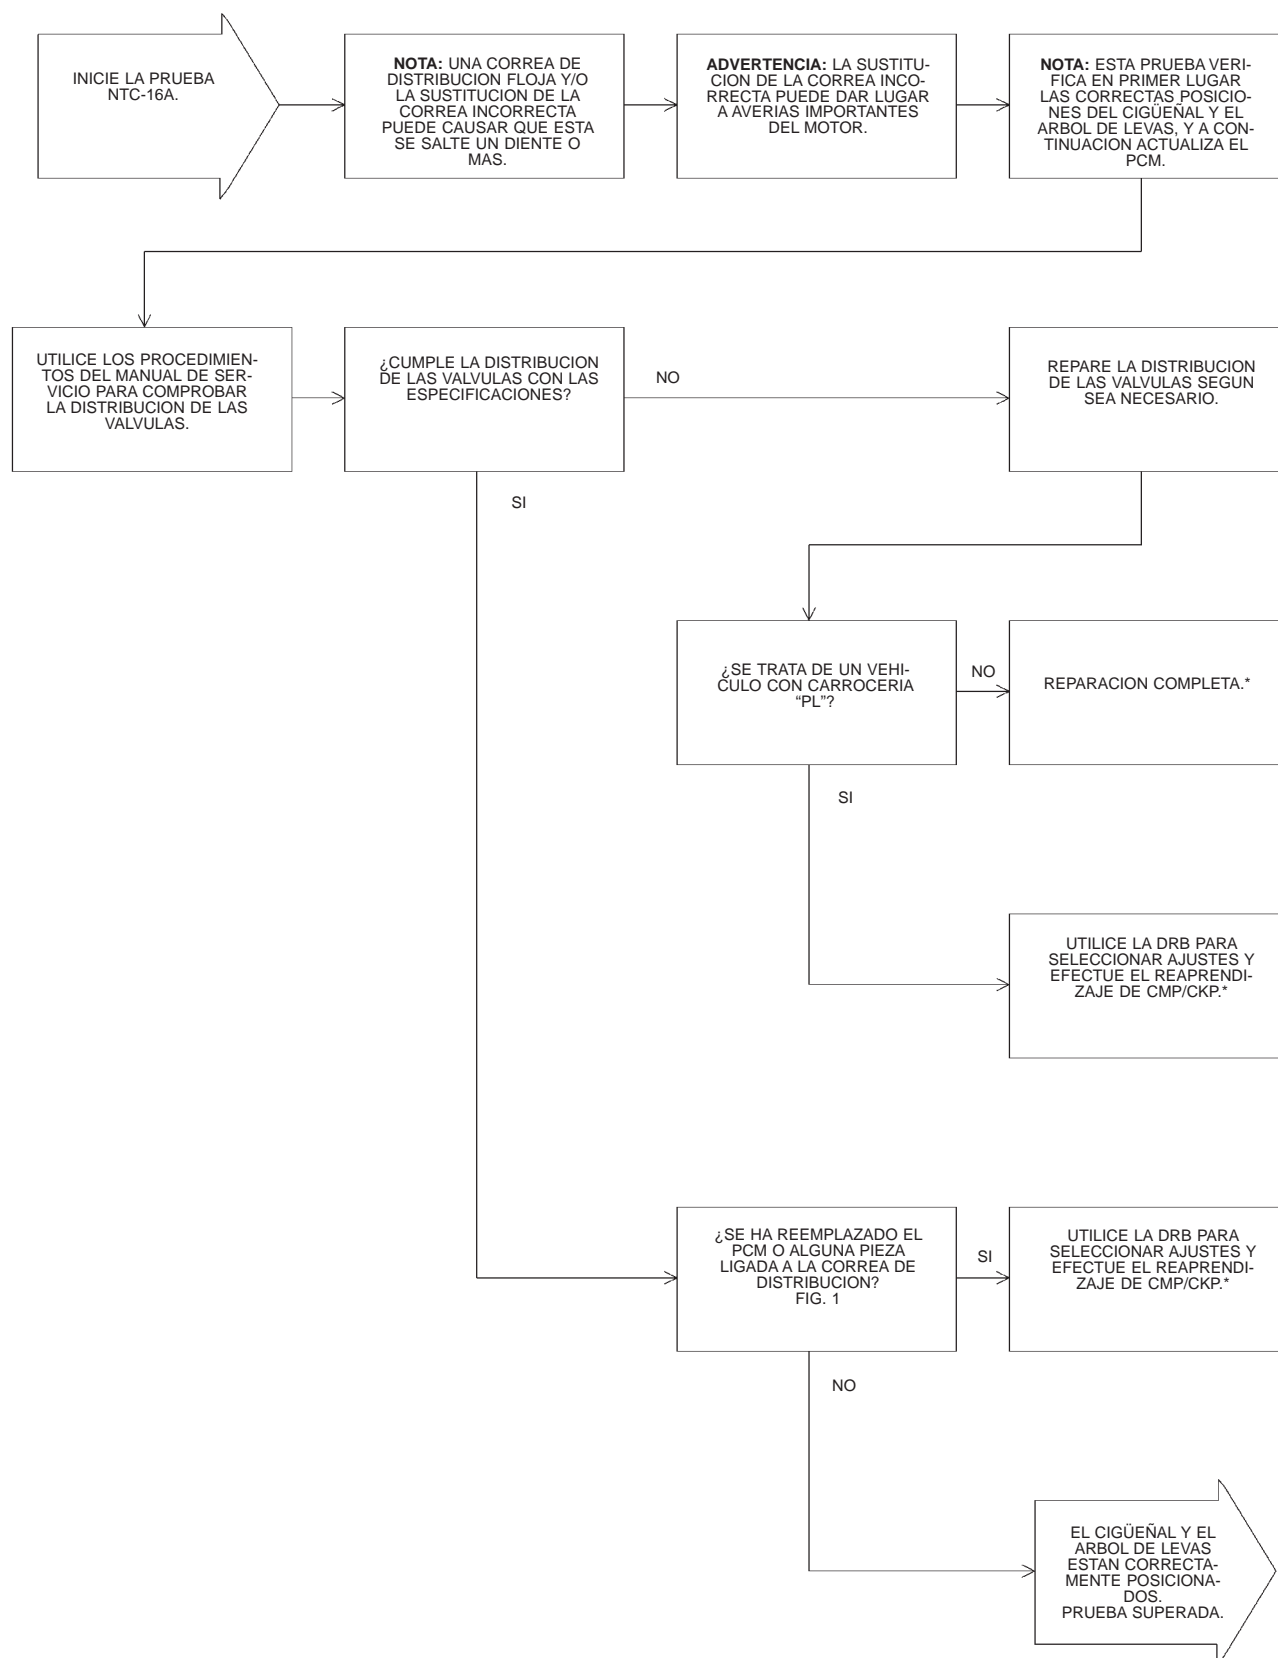 INICIE LA PRUEBA
NTC-16A.
NOTA: UNA CORREA DE
DISTRIBUCION FLOJA Y/O
LA SUSTITUCION DE LA
CORREA INCORRECTA
PUEDE CAUSAR QUE ESTA
SE SALTE UN DIENTE O
MAS.
ADVERTENCIA: LA SUSTITU-
CION DE LA CORREA INCO-
RRECTA PUEDE DAR LUGAR
A AVERIAS IMPORTANTES
DEL MOTOR.
NOTA: ESTA PRUEBA VERI-
FICA EN PRIMER LUGAR
LAS CORRECTAS POSICIO-
NES DEL CIGÜEÑAL Y EL
ARBOL DE LEVAS, Y A CON-
TINUACION ACTUALIZA EL
PCM.
UTILICE LOS PROCEDIMIEN-
TOS DEL MANUAL DE SER-
VICIO PARA COMPROBAR
LA DISTRIBUCION DE LAS
VALVULAS.
¿CUMPLE LA DISTRIBUCION
DE LAS VALVULAS CON LAS
ESPECIFICACIONES?
NO
REPARE LA DISTRIBUCION
DE LAS VALVULAS SEGUN
SEA NECESARIO.
SI
¿SE TRATA DE UN VEHI-
CULO CON CARROCERIA
“PL”?
NO
REPARACION COMPLETA.*
SI
UTILICE LA DRB PARA
SELECCIONAR AJUSTES Y
EFECTUE EL REAPRENDI-
ZAJE DE CMP/CKP.*
¿SE HA REEMPLAZADO EL
PCM O ALGUNA PIEZA
LIGADA A LA CORREA DE
DISTRIBUCION?
FIG. 1
SI
UTILICE LA DRB PARA
SELECCIONAR AJUSTES Y
EFECTUE EL REAPRENDI-
ZAJE DE CMP/CKP.*
NO
EL CIGÜEÑAL Y EL
ARBOL DE LEVAS
ESTAN CORRECTA-
MENTE POSICIONA-
DOS.
PRUEBA SUPERADA.